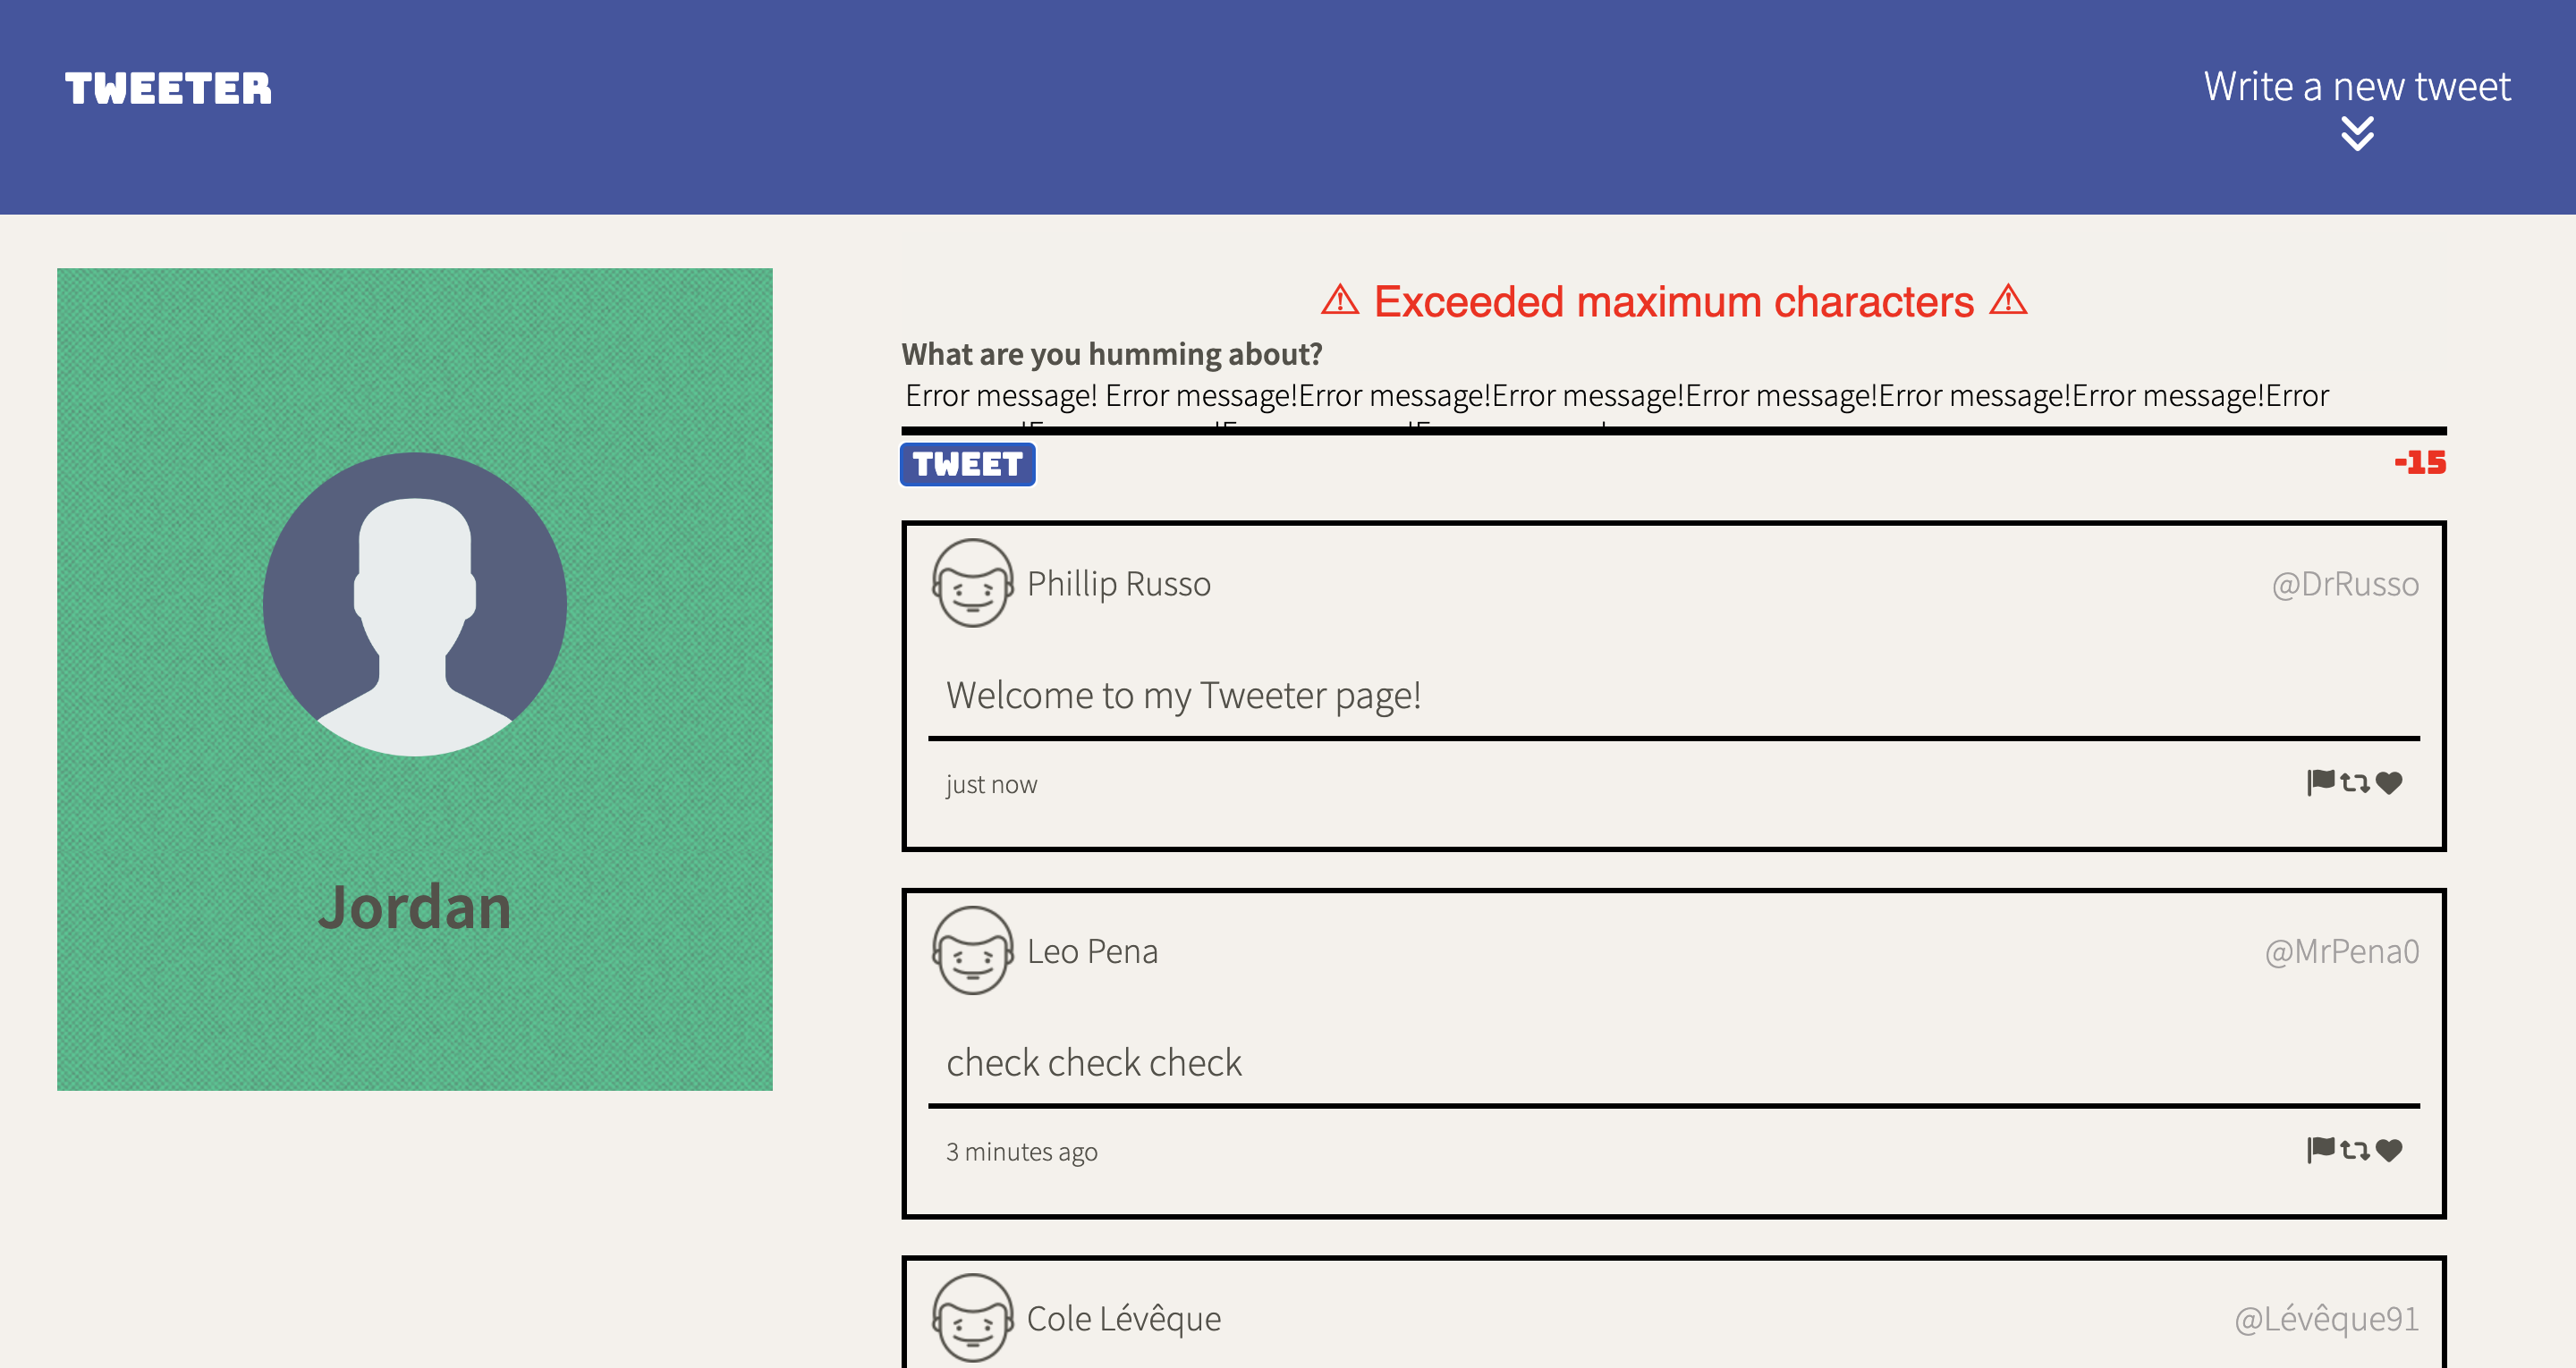 TWEETER
Write a new tweet
⚠ Exceeded maximum characters ⚠
What are you humming about?
Error message! Error message!Error message!Error message!Error message!Error message!Error message!Error
TWEET
-15
Phillip Russo
@DrRusso
Welcome to my Tweeter page!
just now
Jordan
Leo Pena
@MrPena0
check check check
3 minutes ago
Cole Lévêque
@Lévêque91